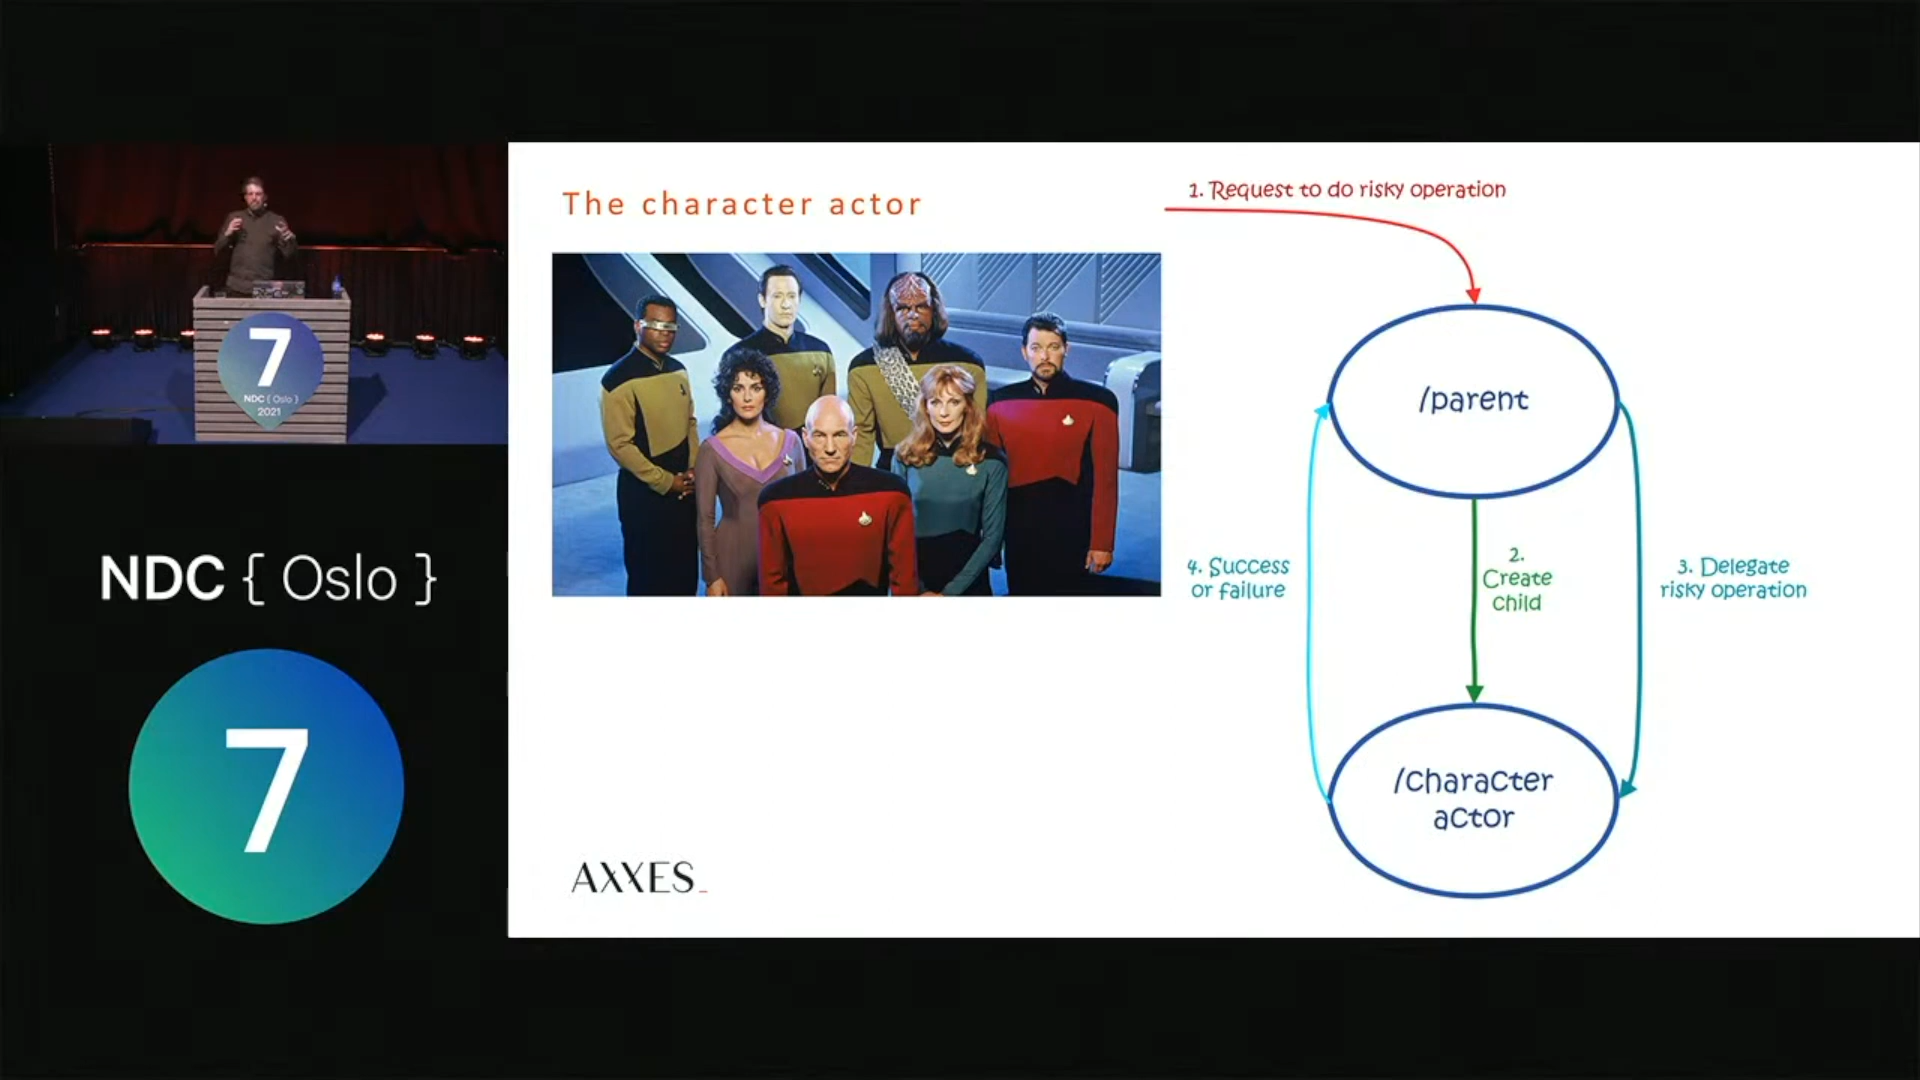 7
NDC { Oslo }
2021
NDC { Oslo }
7
The character actor
1. Request to do risky operation
/parent
4. Success
or failure
2.
Create
child
3. Delegate
risky operation
/character
actor
AXXES_